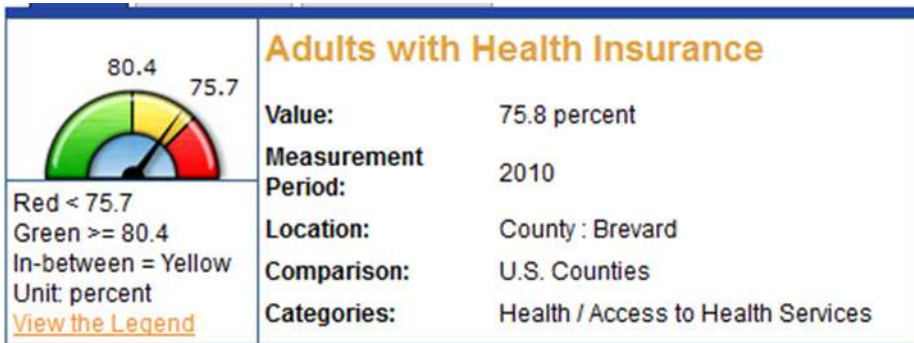 80.4
75.7
Red < 75.7
Green >= 80.4
In-between = Yellow
Unit: percent
View the Legend
Adults with Health Insurance
Value: 75.8 percent
Measurement
Period: 2010
Location: County : Brevard
Comparison: U.S. Counties
Categories: Health / Access to Health Services